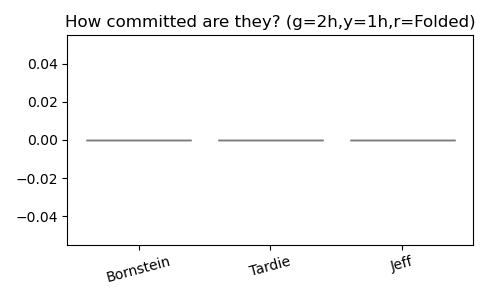 How committed are they? (g=2h,y=1h,r=Folded)
0.04
0.02
0.00
−0.02
−0.04
Bornstein
Tardie
Jeff